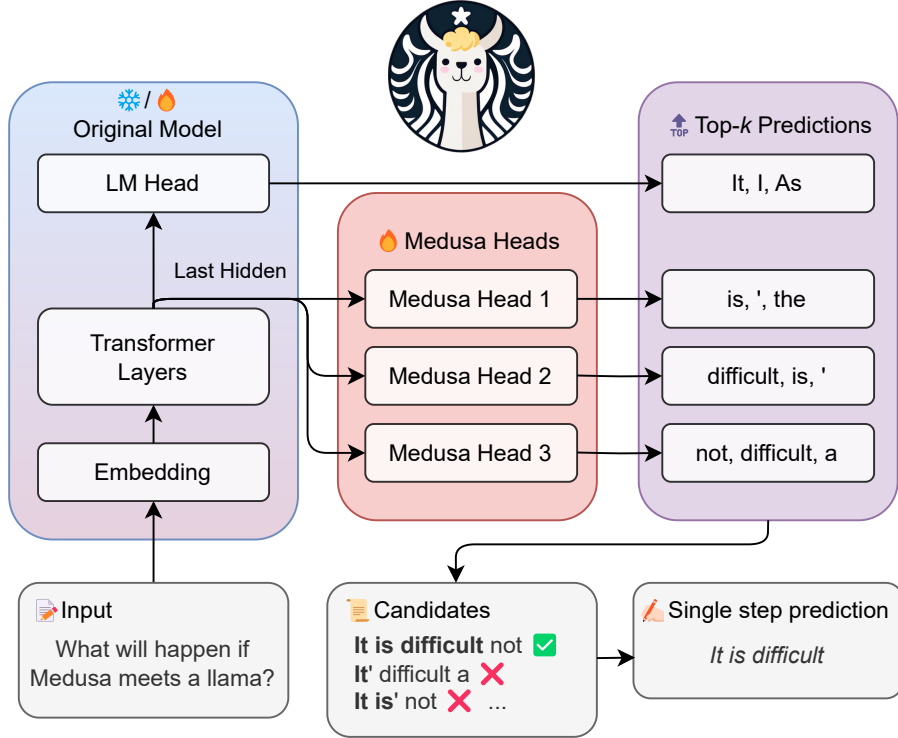 /
Original Model
LM Head
Last Hidden
Transformer
Layers
Embedding
Medusa Heads
Medusa Head 1
Medusa Head 2
Medusa Head 3
TOP
Top-k Predictions
It, I, As
is, ', the
difficult, is, '
not, difficult, a
Input
What will happen if
Medusa meets a llama?
Candidates
It is difficult not
It' difficult a
It is' not ...
Single step prediction
It is difficult